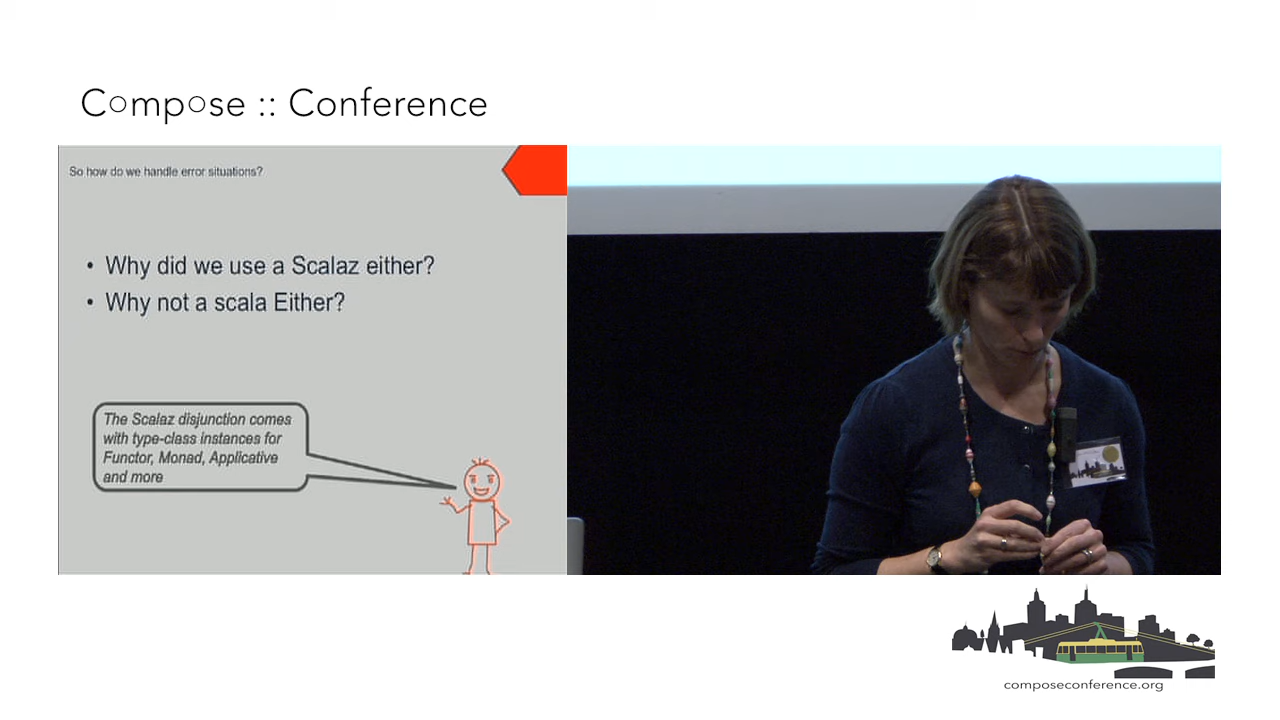 Compose :: Conference
So how do we handle error situations?
• Why did we use a Scalaz either?
• Why not a scala Either?
The Scalaz disjunction comes
with type-class instances for
Functor, Monad, Applicative
and more
composeconference.org